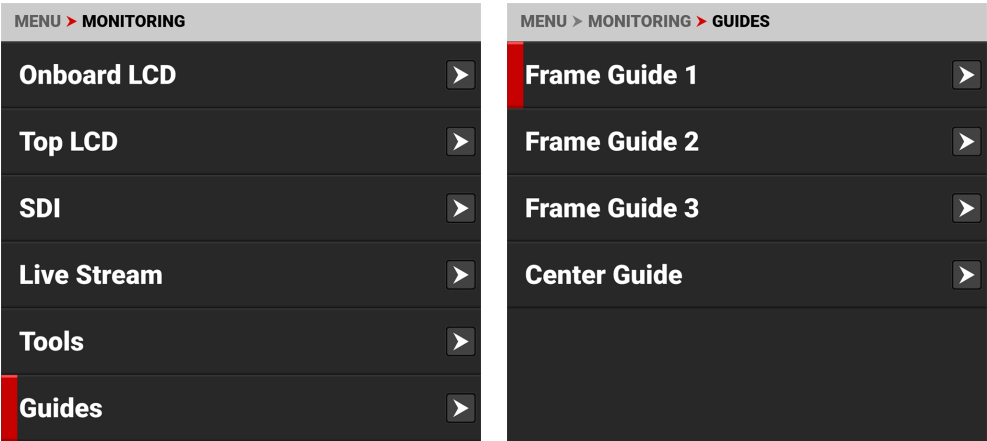 MENU > MONITORING
Onboard LCD
Top LCD
SDI
Live Stream
Tools
Guides
MENU > MONITORING > GUIDES
Frame Guide 1
Frame Guide 2
Frame Guide 3
Center Guide